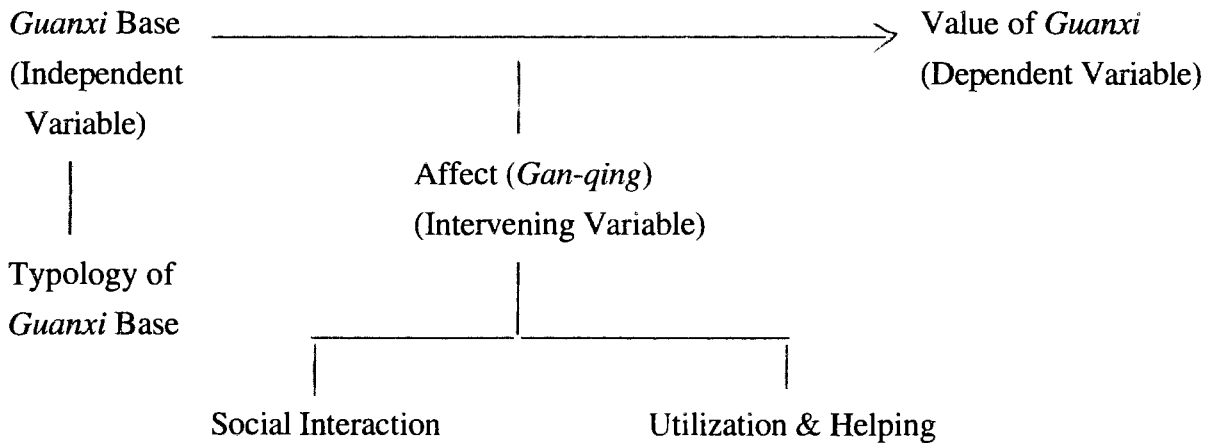 Guanxi Base
(Independent
Variable)
Value of Guanxi
(Dependent Variable)
Affect (Gan-qing)
(Intervening Variable)
Typology of
Guanxi Base
Social Interaction
Utilization & Helping